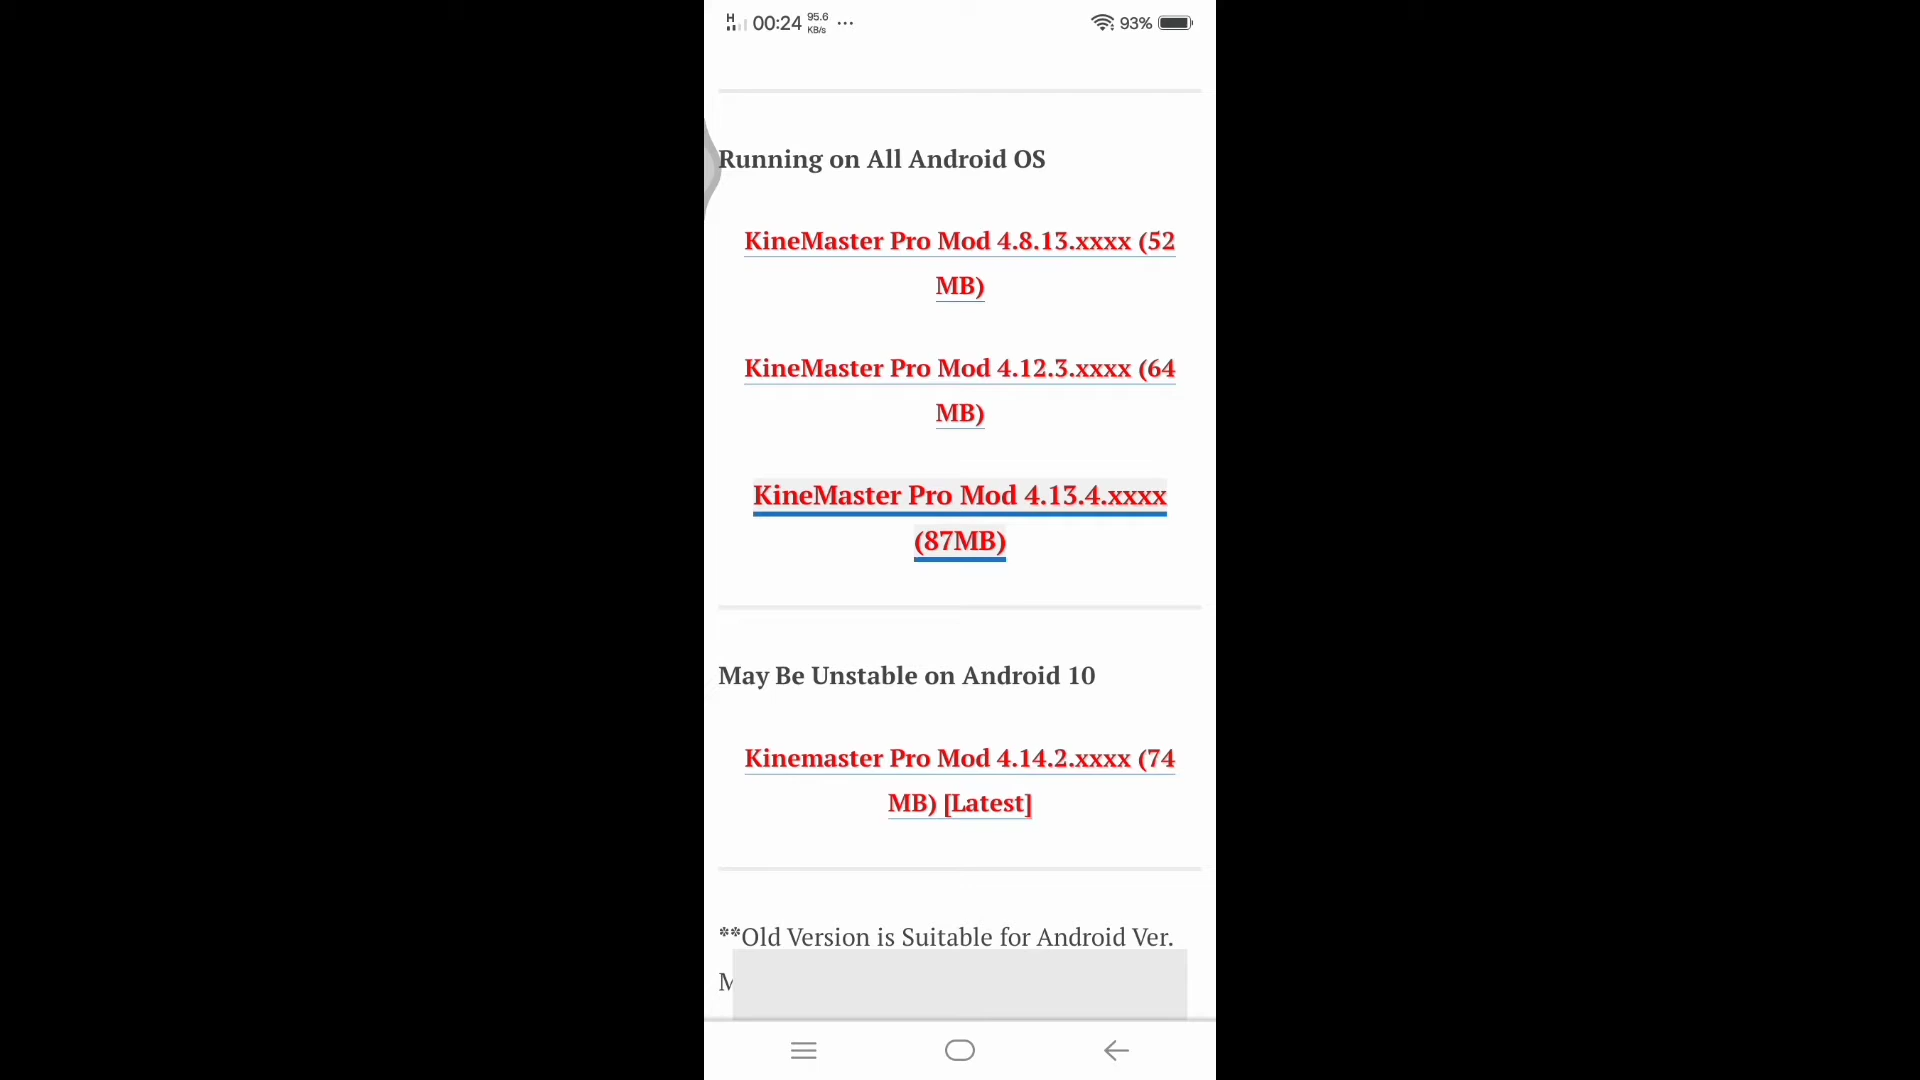 H 00:24 95.6 KB/s ... 93%
Running on All Android OS
KineMaster Pro Mod 4.8.13.xxxx (52
MB)
KineMaster Pro Mod 4.12.3.xxxx (64
MB)
KineMaster Pro Mod 4.13.4.xxxx
(87MB)
May Be Unstable on Android 10
Kinemaster Pro Mod 4.14.2.xxxx (74
MB) [Latest]
**Old Version is Suitable for Android Ver.